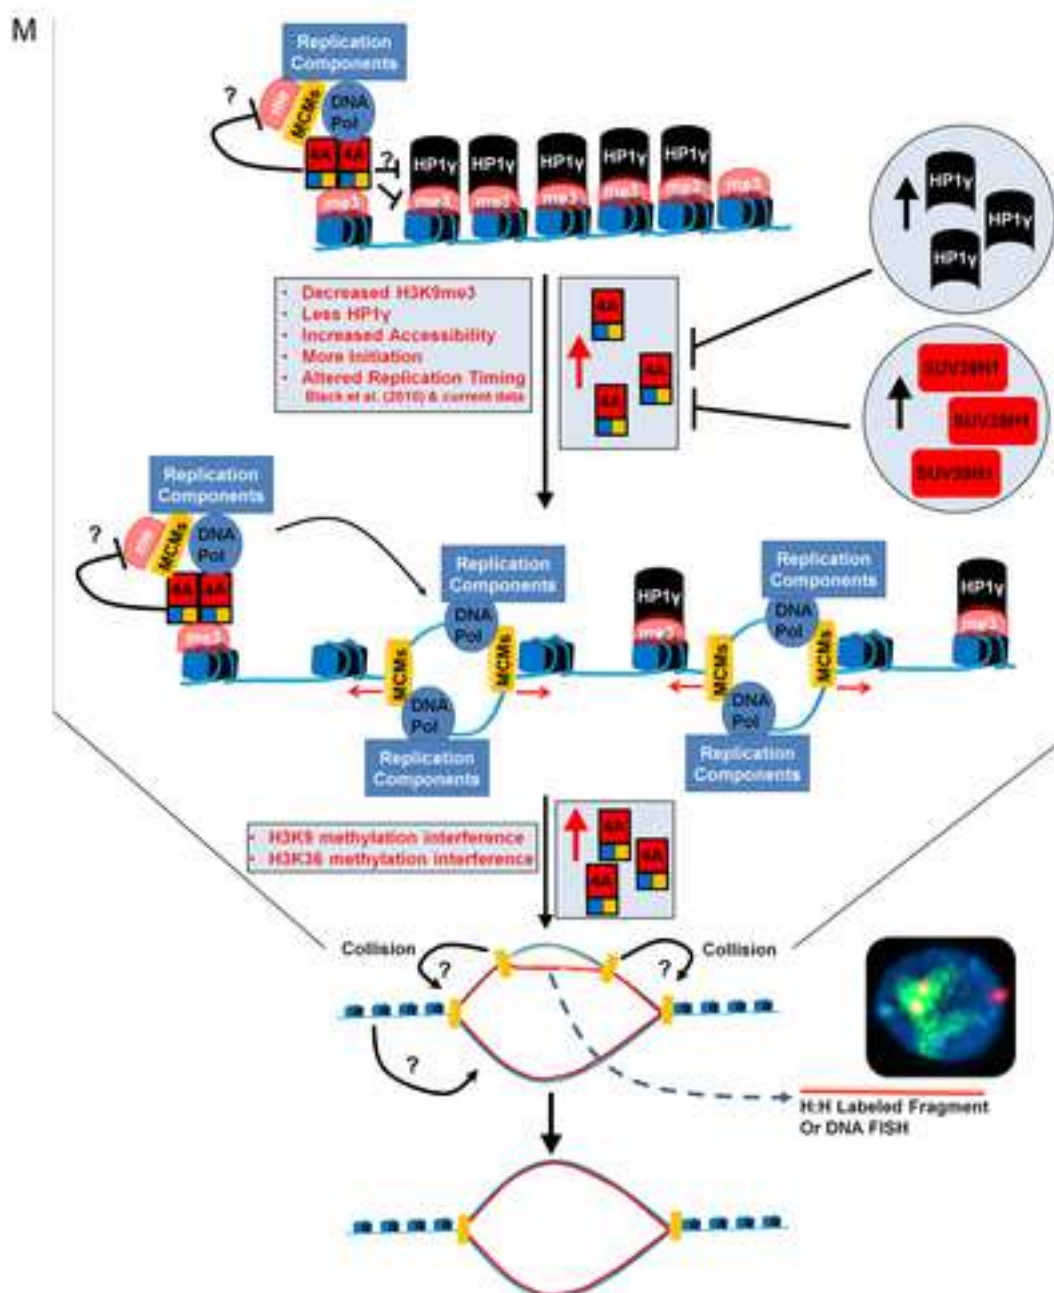 M
Replication
Components
?
MCMs
DNA
Pol
4A 4A
?
me3
HP1γ
me3
HP1γ
me3
HP1γ
me3
HP1γ
me3
HP1γ
me3
me3
HP1γ
HP1γ
HP1γ
• Decreased H3K9me3
• Less HP1γ
• Increased Accessibility
• More Initiation
• Altered Replication Timing
Black et al. (2010) & current data
4A
4A
4A
SUV39H1
SUV39H1
SUV39H1
Replication
Components
?
MCMs
DNA
Pol
4A 4A
me3
Replication
Components
DNA
Pol
MCMs
MCMs
DNA
Pol
Replication
Components
HP1γ
me3
Replication
Components
DNA
Pol
MCMs
MCMs
DNA
Pol
Replication
Components
HP1γ
me3
• H3K9 methylation interference
• H3K36 methylation interference
4A
4A
4A
Collision
?
Collision
?
?
H:H Labeled Fragment
Or DNA FISH